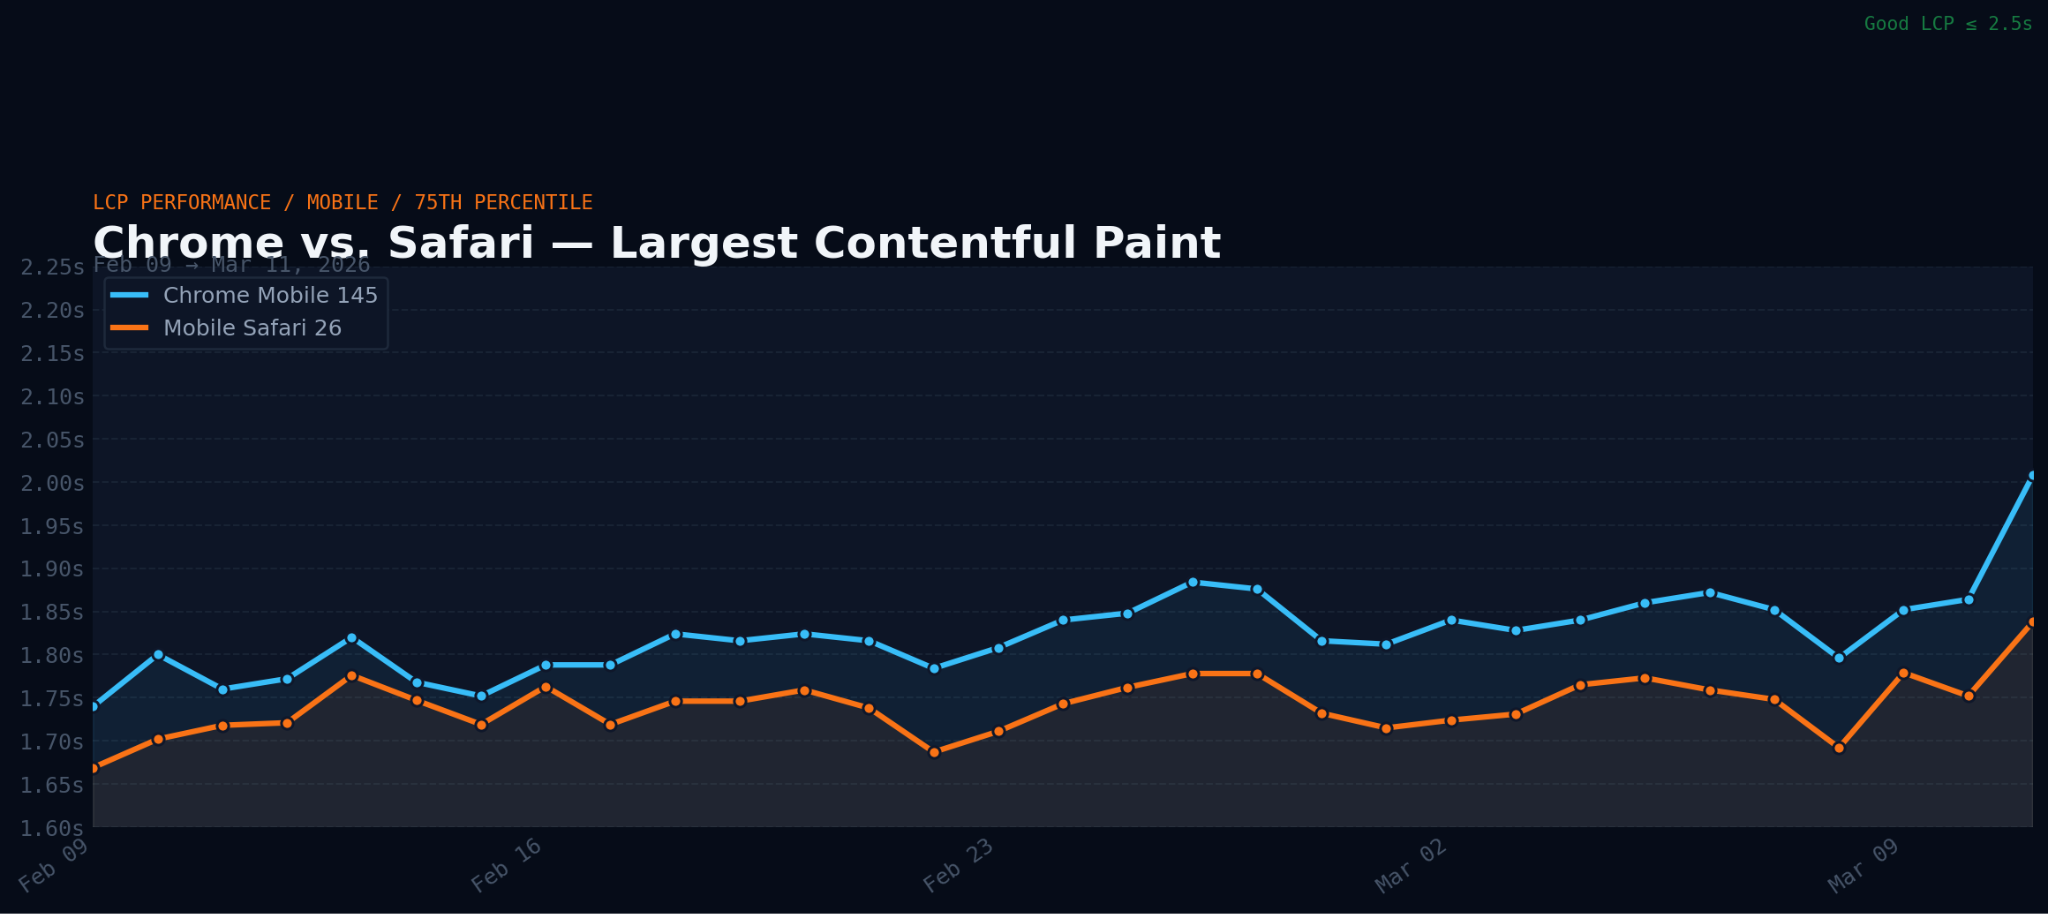 Good LCP ≤ 2.5s
LCP PERFORMANCE / MOBILE / 75TH PERCENTILE
Chrome vs. Safari — Largest Contentful Paint
Feb 09 → Mar 11, 2026
Chrome Mobile 145
Mobile Safari 26
2.25s
2.20s
2.15s
2.10s
2.05s
2.00s
1.95s
1.90s
1.85s
1.80s
1.75s
1.70s
1.65s
1.60s
Feb 09
Feb 16
Feb 23
Mar 02
Mar 09